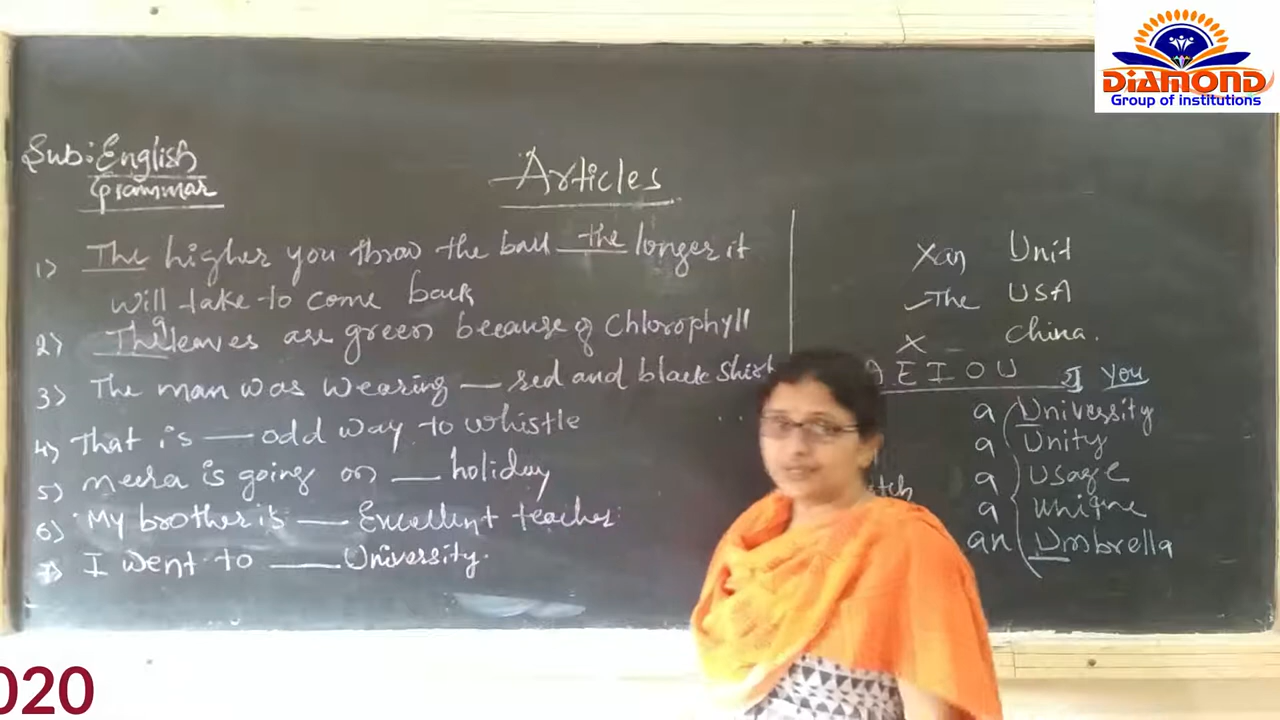 DIAMOND
Group of institutions
Sub: English
Grammar
Articles
1) The higher you throw the ball the longer it
will take to come back
2) The leaves are green because of Chlorophyll
3) The man was wearing — red and black shirt
4) That is — odd way to whistle
5) Meera is going on — holiday
6) My brother is — Excellent teacher
7) I went to — University.
X an Unit
The USA
X — China.
A E I O U you
a University
a Unity
a Usage
a Unique
an Umbrella
020